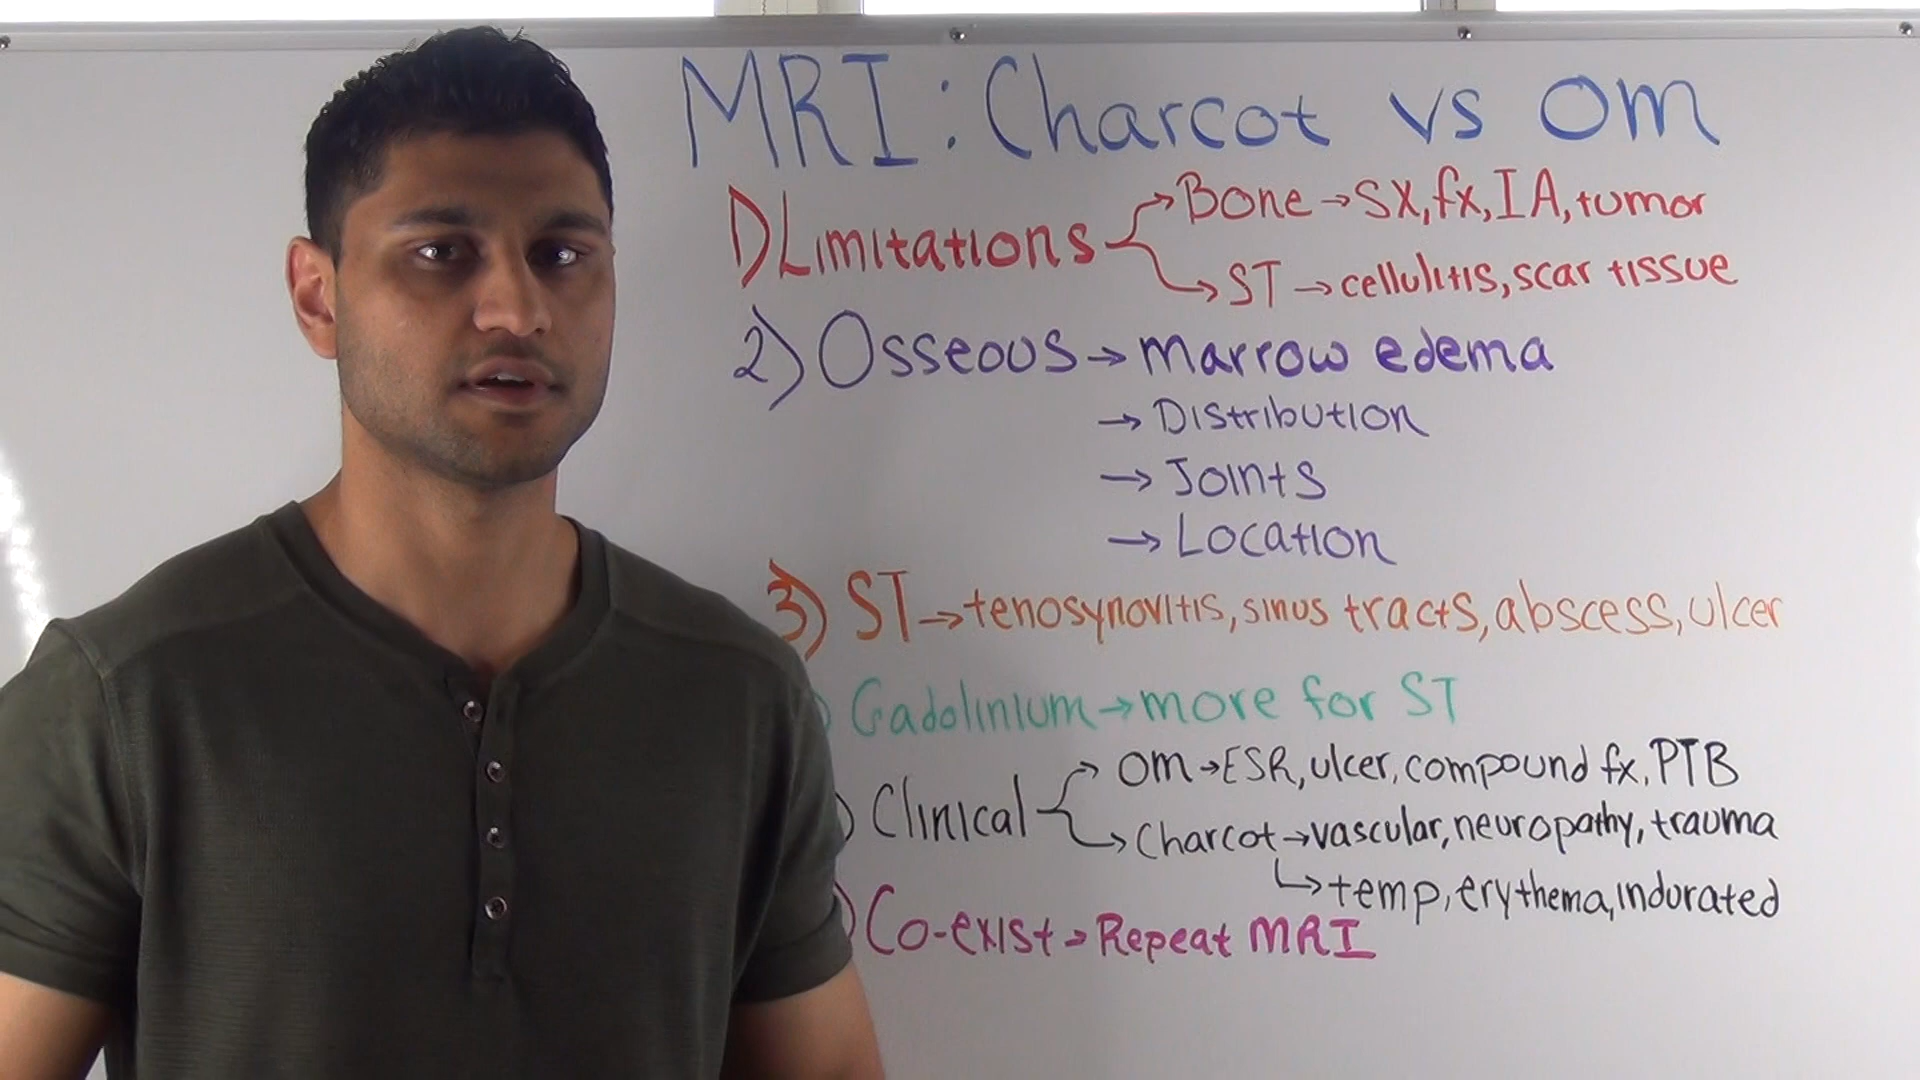 MRI: Charcot vs OM
1) Limitations → Bone → SX, fx, IA, tumor
→ ST → cellulitis, scar tissue
2) Osseous → marrow edema
→ Distribution
→ Joints
→ Location
3) ST → tenosynovitis, sinus tracts, abscess, ulcer
) Gadolinium → more for ST
) Clinical → OM → ESR, ulcer, compound fx, PTB
→ Charcot → vascular, neuropathy, trauma
→ temp, erythema, indurated
) Co-exist → Repeat MRI